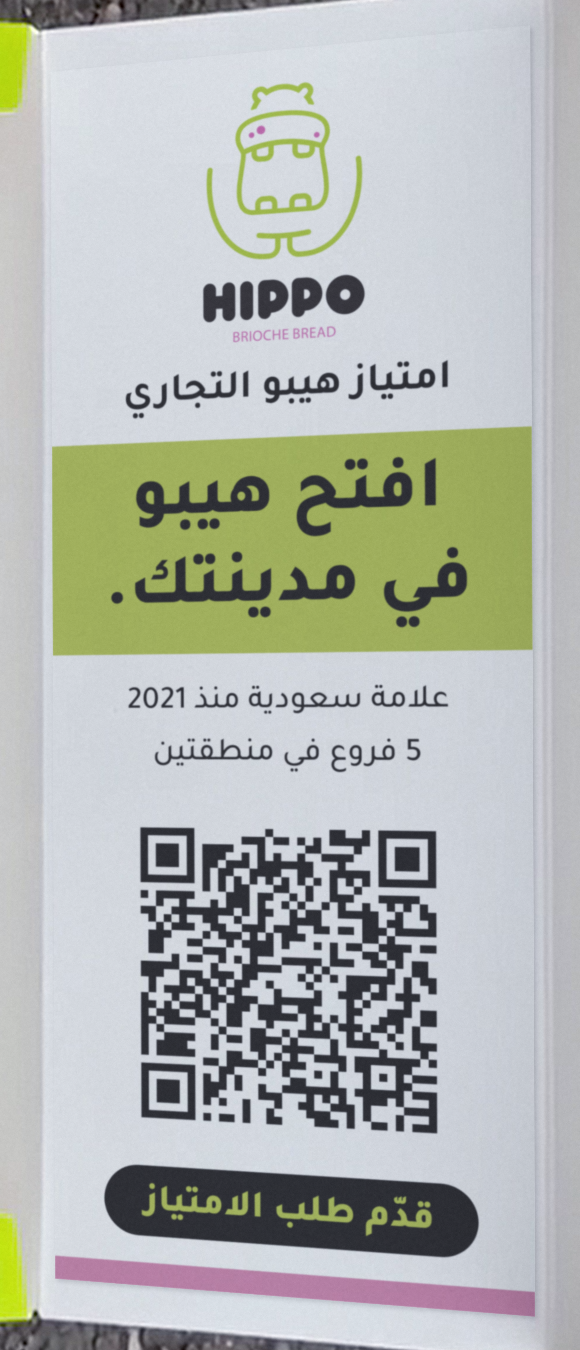 HIPPO
BRIOCHE BREAD
امتياز هيبو التجاري
افتح هيبو
في مدينتك.
علامة سعودية منذ 2021
5 فروع في منطقتين
قدّم طلب الامتياز